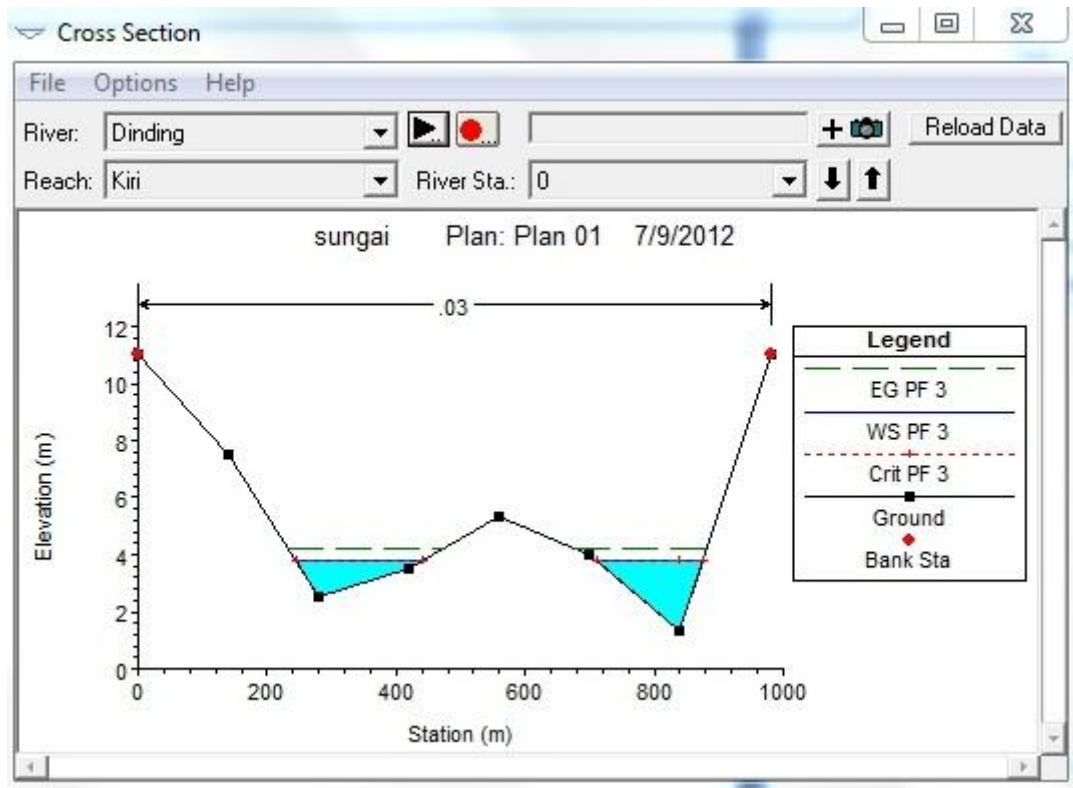 Cross Section
File Options Help
River: Dinding
Reload Data
Reach: Kiri River Sta.: 0
sungai Plan: Plan 01 7/9/2012
.03
12
10
8
6
4
2
0
0 200 400 600 800 1000
Elevation (m)
Station (m)
Legend
EG PF 3
WS PF 3
Crit PF 3
Ground
Bank Sta